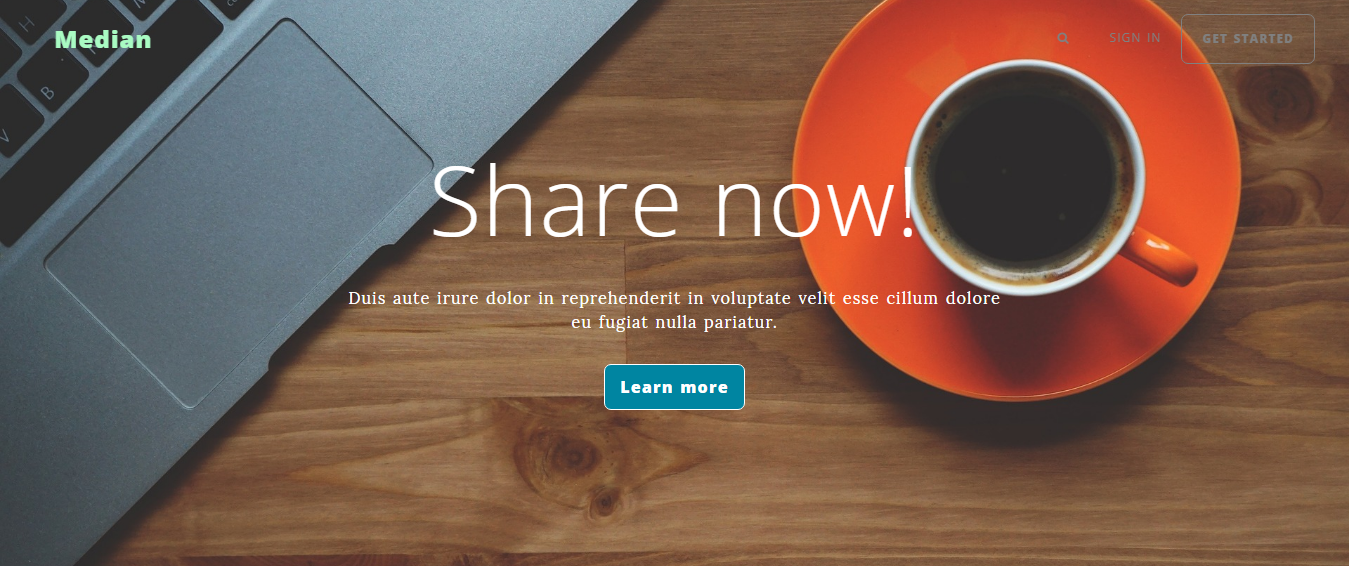 Median
SIGN IN
GET STARTED
Share now!
Duis aute irure dolor in reprehenderit in voluptate velit esse cillum dolore
eu fugiat nulla pariatur.
Learn more
H
B
V